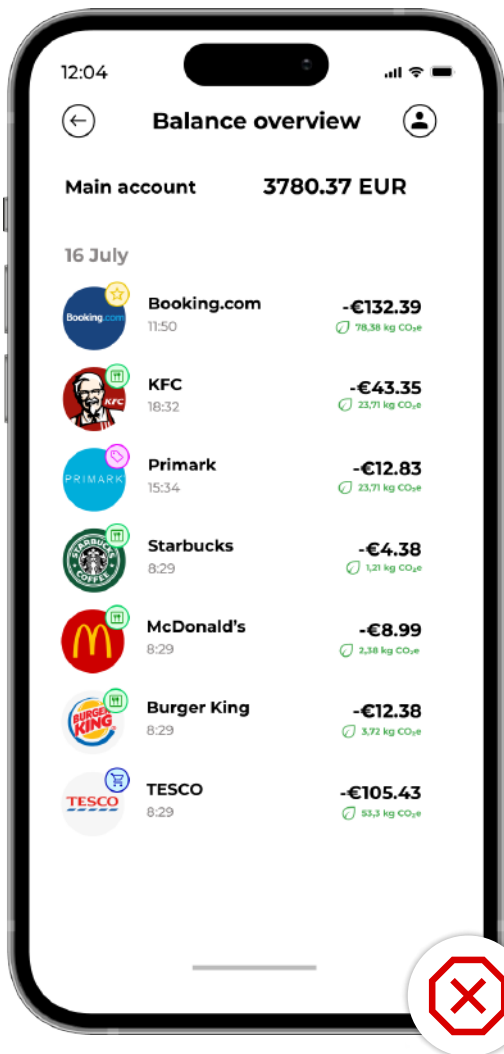 12:04
Balance overview
Main account 3780.37 EUR
16 July
Booking.com
Booking.com -€132.39
11:50 78,38 kg CO₂e
KFC
KFC -€43.35
18:32 23,71 kg CO₂e
PRIMARK
Primark -€12.83
15:34 23,71 kg CO₂e
STARBUCKS
COFFEE
Starbucks -€4.38
8:29 1,21 kg CO₂e
McDonald's -€8.99
8:29 2,38 kg CO₂e
BURGER
KING
Burger King -€12.38
8:29 3,72 kg CO₂e
TESCO
TESCO -€105.43
8:29 53,3 kg CO₂e